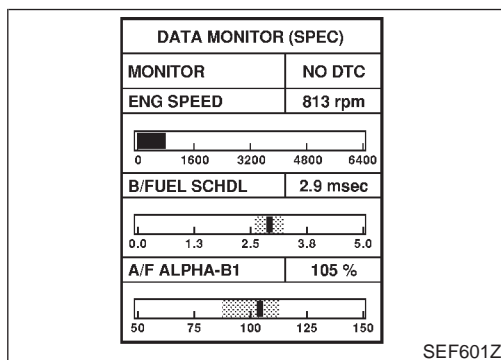 DATA MONITOR (SPEC)
MONITOR NO DTC
ENG SPEED 813 rpm
0 1600 3200 4800 6400
B/FUEL SCHDL 2.9 msec
0.0 1.3 2.5 3.8 5.0
A/F ALPHA-B1 105 %
50 75 100 125 150
SEF601Z